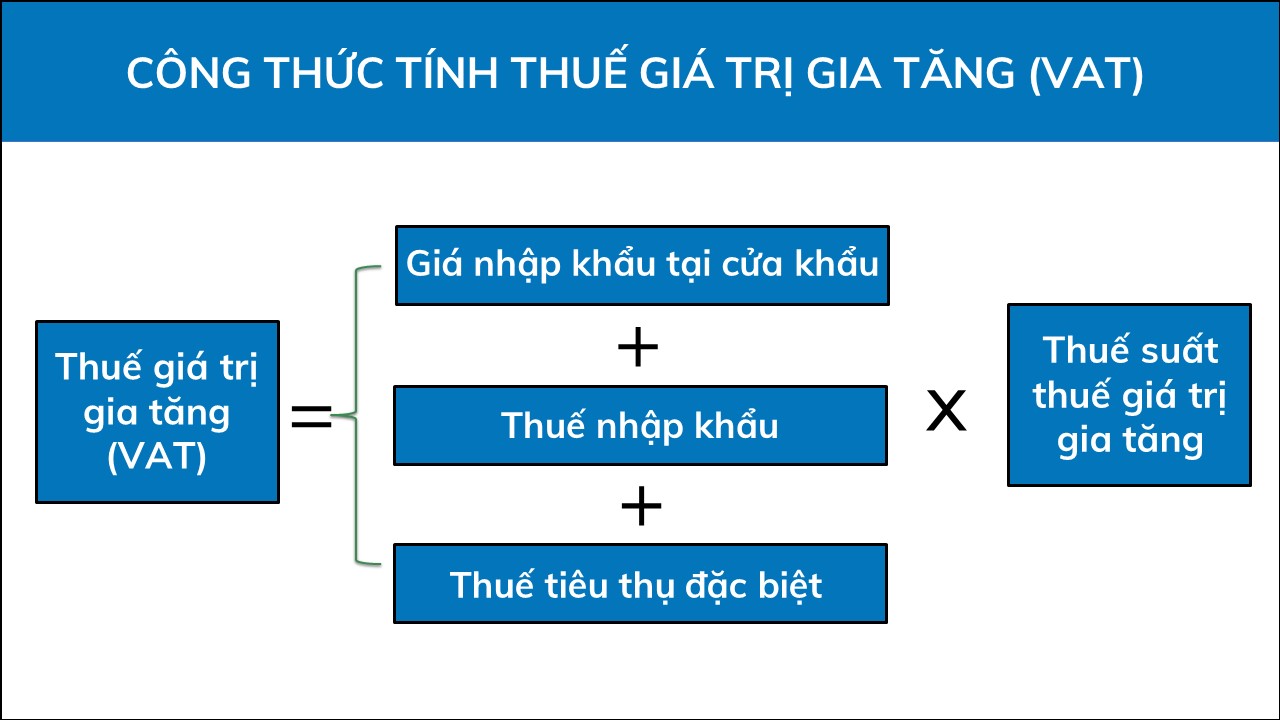 CÔNG THỨC TÍNH THUẾ GIÁ TRỊ GIA TĂNG (VAT)
Thuế giá trị
gia tăng
(VAT)
=
Giá nhập khẩu tại cửa khẩu
+
Thuế nhập khẩu
+
Thuế tiêu thụ đặc biệt
x
Thuế suất
thuế giá trị
gia tăng